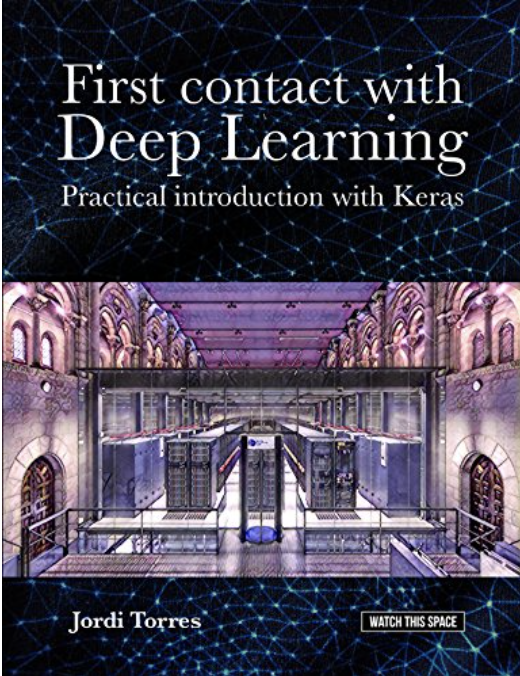 First contact with
Deep Learning
Practical introduction with Keras
Jordi Torres
WATCH THIS SPACE